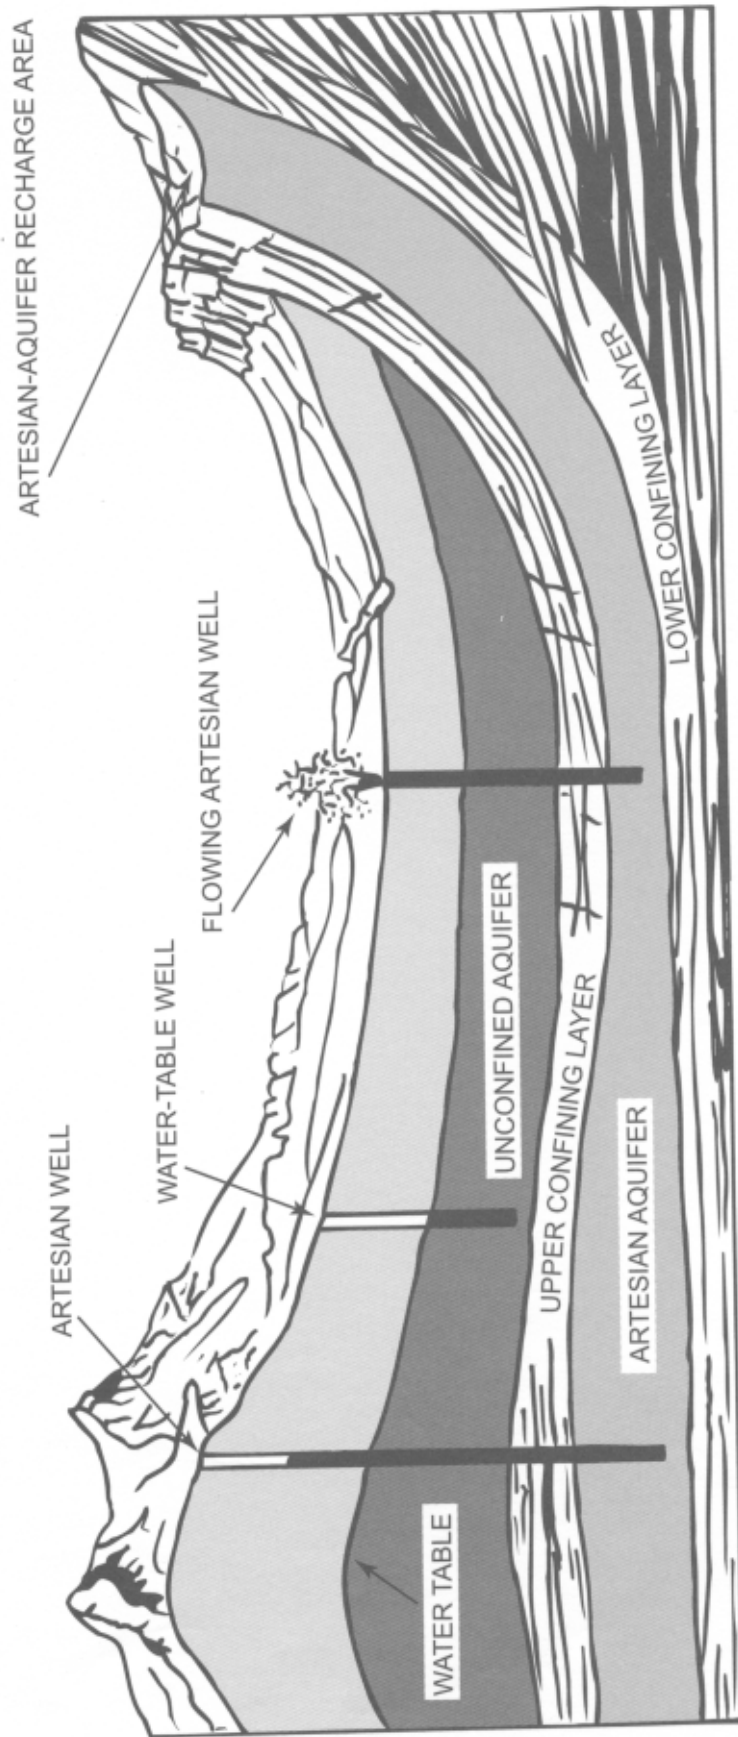 ARTESIAN-AQUIFER RECHARGE AREA
FLOWING ARTESIAN WELL
WATER-TABLE WELL
ARTESIAN WELL
WATER TABLE
UNCONFINED AQUIFER
UPPER CONFINING LAYER
ARTESIAN AQUIFER
LOWER CONFINING LAYER